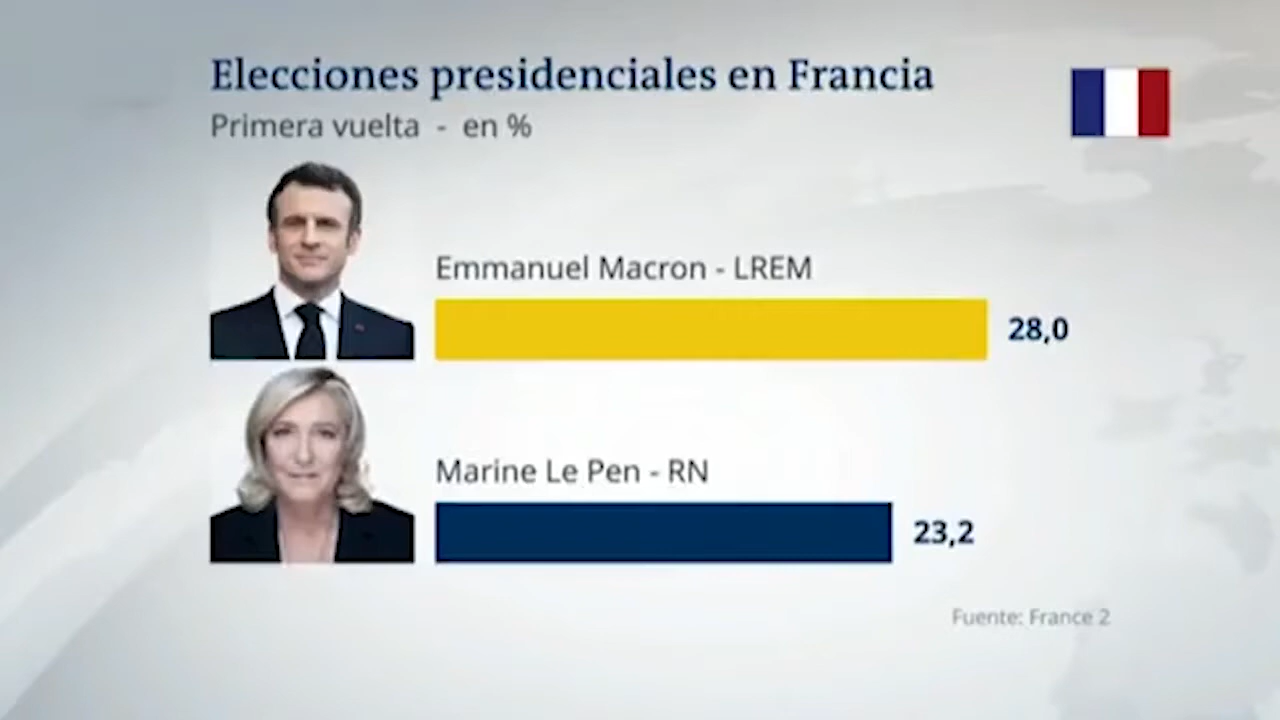 Elecciones presidenciales en Francia
Primera vuelta - en %
Emmanuel Macron - LREM
28,0
Marine Le Pen - RN
23,2
Fuente: France 2